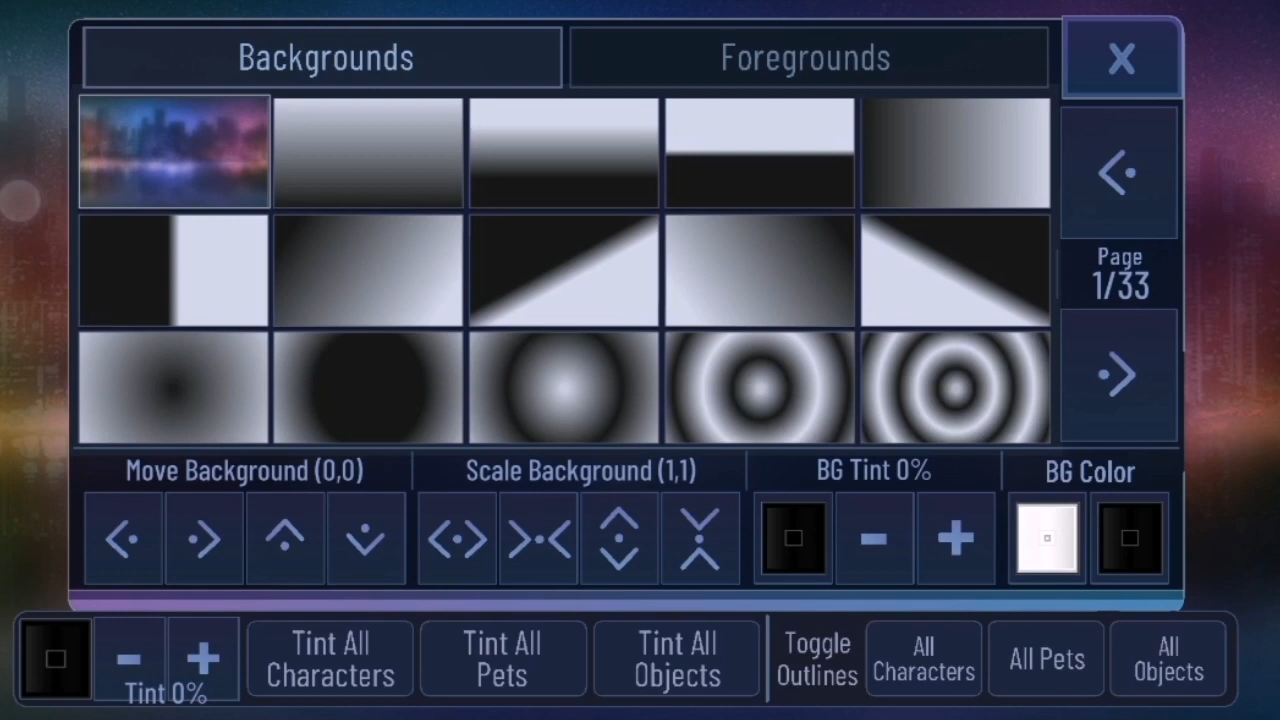 Backgrounds
Foregrounds
X
Page
1/33
Move Background (0,0)
Scale Background (1,1)
BG Tint 0%
BG Color
Tint 0%
Tint All
Characters
Tint All
Pets
Tint All
Objects
Toggle
Outlines
All
Characters
All Pets
All
Objects